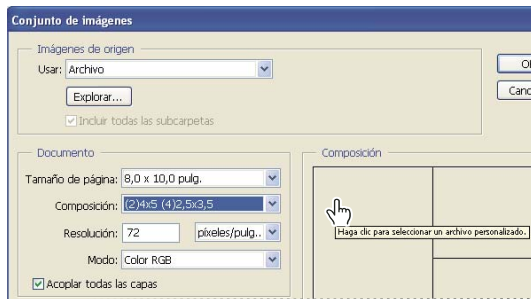 Conjunto de imágenes
Imágenes de origen
Usar: Archivo
Explorar...
Incluir todas las subcarpetas
Documento
Tamaño de página: 8,0 x 10,0 pulg.
Composición: (2)4x5 (4)2,5x3,5
Resolución: 72 píxeles/pulg..
Modo: Color RGB
Acoplar todas las capas
Composición
Haga clic para seleccionar un archivo personalizado.